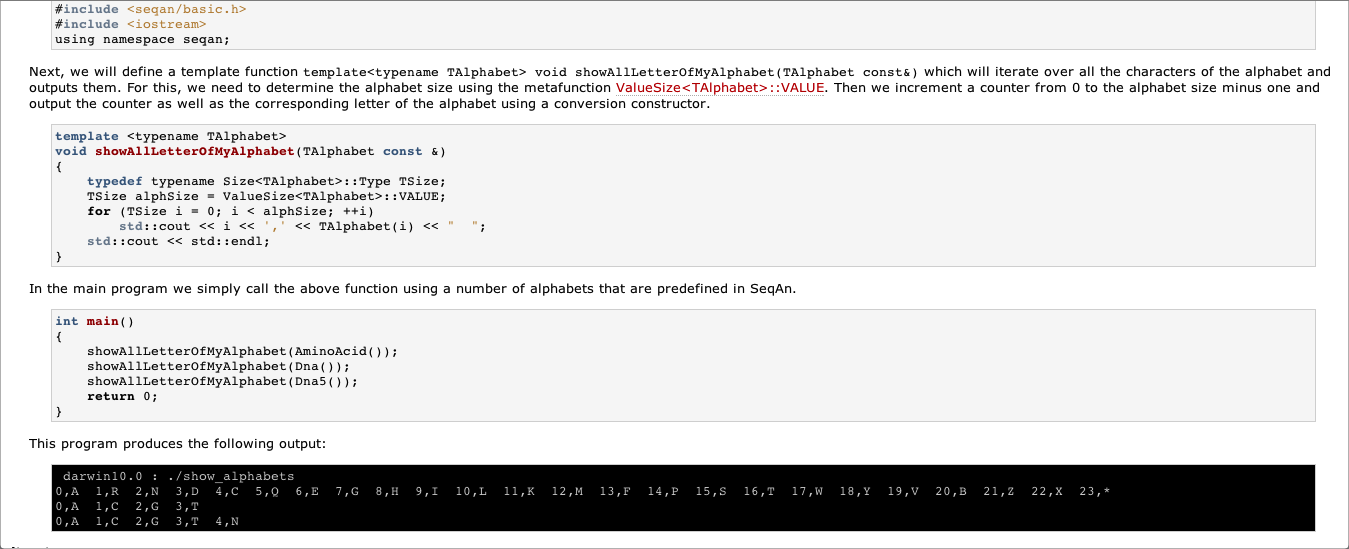 #include <seqan/basic.h>
#include <iostream>
using namespace seqan;
Next, we will define a template function template<typename TAlphabet> void showAllLetterOfMyAlphabet(TAlphabet const&) which will iterate over all the characters of the alphabet and
outputs them. For this, we need to determine the alphabet size using the metafunction ValueSize<TAlphabet>::VALUE. Then we increment a counter from 0 to the alphabet size minus one and
output the counter as well as the corresponding letter of the alphabet using a conversion constructor.
template <typename TAlphabet>
void showAllLetterOfMyAlphabet(TAlphabet const &)
{
    typedef typename Size<TAlphabet>::Type TSize;
    TSize alphSize = ValueSize<TAlphabet>::VALUE;
    for (TSize i = 0; i < alphSize; ++i)
        std::cout << i << ',' << TAlphabet(i) << "  ";
    std::cout << std::endl;
}
In the main program we simply call the above function using a number of alphabets that are predefined in SeqAn.
int main()
{
    showAllLetterOfMyAlphabet(AminoAcid());
    showAllLetterOfMyAlphabet(Dna());
    showAllLetterOfMyAlphabet(Dna5());
    return 0;
}
This program produces the following output:
darwin10.0 : ./show_alphabets
0,A  1,R  2,N  3,D  4,C  5,Q  6,E  7,G  8,H  9,I  10,L  11,K  12,M  13,F  14,P  15,S  16,T  17,W  18,Y  19,V  20,B  21,Z  22,X  23,*
0,A  1,C  2,G  3,T
0,A  1,C  2,G  3,T  4,N